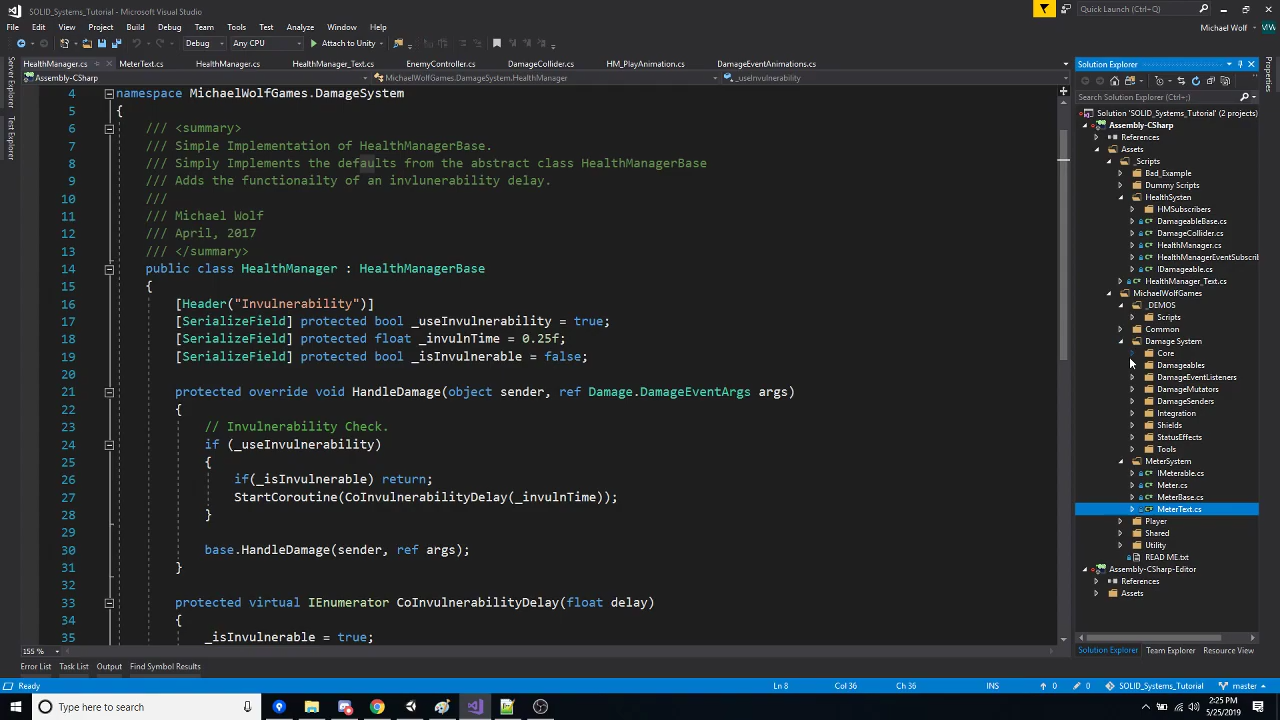 SOLID_Systems_Tutorial - Microsoft Visual Studio
Quick Launch (Ctrl+Q)
File Edit View Project Build Debug Team Tools Test Analyze Window Help
Michael Wolf
MW
Debug Any CPU Attach to Unity
HealthManager.cs MeterText.cs HealthManager.cs HealthManager_Text.cs EnemyController.cs DamageCollider.cs HM_PlayAnimation.cs DamageEventAnimations.cs
Assembly-CSharp MichaelWolfGames.DamageSystem.HealthManager _useInvulnerability
Server Explorer
Test Explorer
4 namespace MichaelWolfGames.DamageSystem
5 {
6 /// <summary>
7 /// Simple Implementation of HealthManagerBase.
8 /// Simply Implements the defaults from the abstract class HealthManagerBase
9 /// Adds the functionailty of an invlunerability delay.
10 ///
11 /// Michael Wolf
12 /// April, 2017
13 /// </summary>
14 public class HealthManager : HealthManagerBase
15 {
16 [Header("Invulnerability")]
17 [SerializeField] protected bool _useInvulnerability = true;
18 [SerializeField] protected float _invulnTime = 0.25f;
19 [SerializeField] protected bool _isInvulnerable = false;
20
21 protected override void HandleDamage(object sender, ref Damage.DamageEventArgs args)
22 {
23 // Invulnerability Check.
24 if (_useInvulnerability)
25 {
26 if(_isInvulnerable) return;
27 StartCoroutine(CoInvulnerabilityDelay(_invulnTime));
28 }
29
30 base.HandleDamage(sender, ref args);
31 }
32
33 protected virtual IEnumerator CoInvulnerabilityDelay(float delay)
34 {
35 _isInvulnerable = true;
155 %
Solution Explorer
Properties
Search Solution Explorer (Ctrl+;)
Solution 'SOLID_Systems_Tutorial' (2 projects)
Assembly-CSharp
References
Assets
_Scripts
Bad_Example
Dummy Scripts
HealthSystem
HMSubscribers
DamageableBase.cs
DamageCollider.cs
HealthManager.cs
HealthManagerEventSubscrib
IDamageable.cs
HealthManager_Text.cs
MichaelWolfGames
_DEMOS
Scripts
Common
Damage System
Core
Dameagables
DamageEventListeners
DamageMutators
DamageSenders
Integration
Shields
StatusEffects
Tools
MeterSystem
IMeterable.cs
Meter.cs
MeterBase.cs
MeterText.cs
Player
Shared
Utility
READ ME.txt
Assembly-CSharp-Editor
References
Assets
Solution Explorer Team Explorer Resource View
Error List Task List Output Find Symbol Results
Ready Ln 8 Col 36 Ch 36 INS 0 0 SOLID_Systems_Tutorial master
Type here to search
2:25 PM
5/25/2019